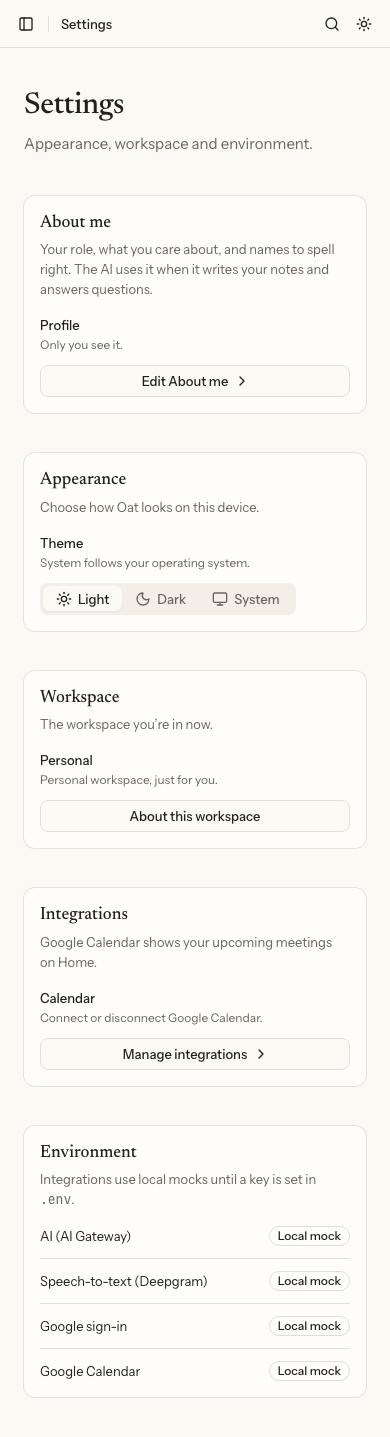 Settings
Settings
Appearance, workspace and environment.
About me
Your role, what you care about, and names to spell
right. The AI uses it when it writes your notes and
answers questions.
Profile
Only you see it.
Edit About me
Appearance
Choose how Oat looks on this device.
Theme
System follows your operating system.
Light Dark System
Workspace
The workspace you’re in now.
Personal
Personal workspace, just for you.
About this workspace
Integrations
Google Calendar shows your upcoming meetings
on Home.
Calendar
Connect or disconnect Google Calendar.
Manage integrations
Environment
Integrations use local mocks until a key is set in
.env.
AI (AI Gateway) Local mock
Speech-to-text (Deepgram) Local mock
Google sign-in Local mock
Google Calendar Local mock